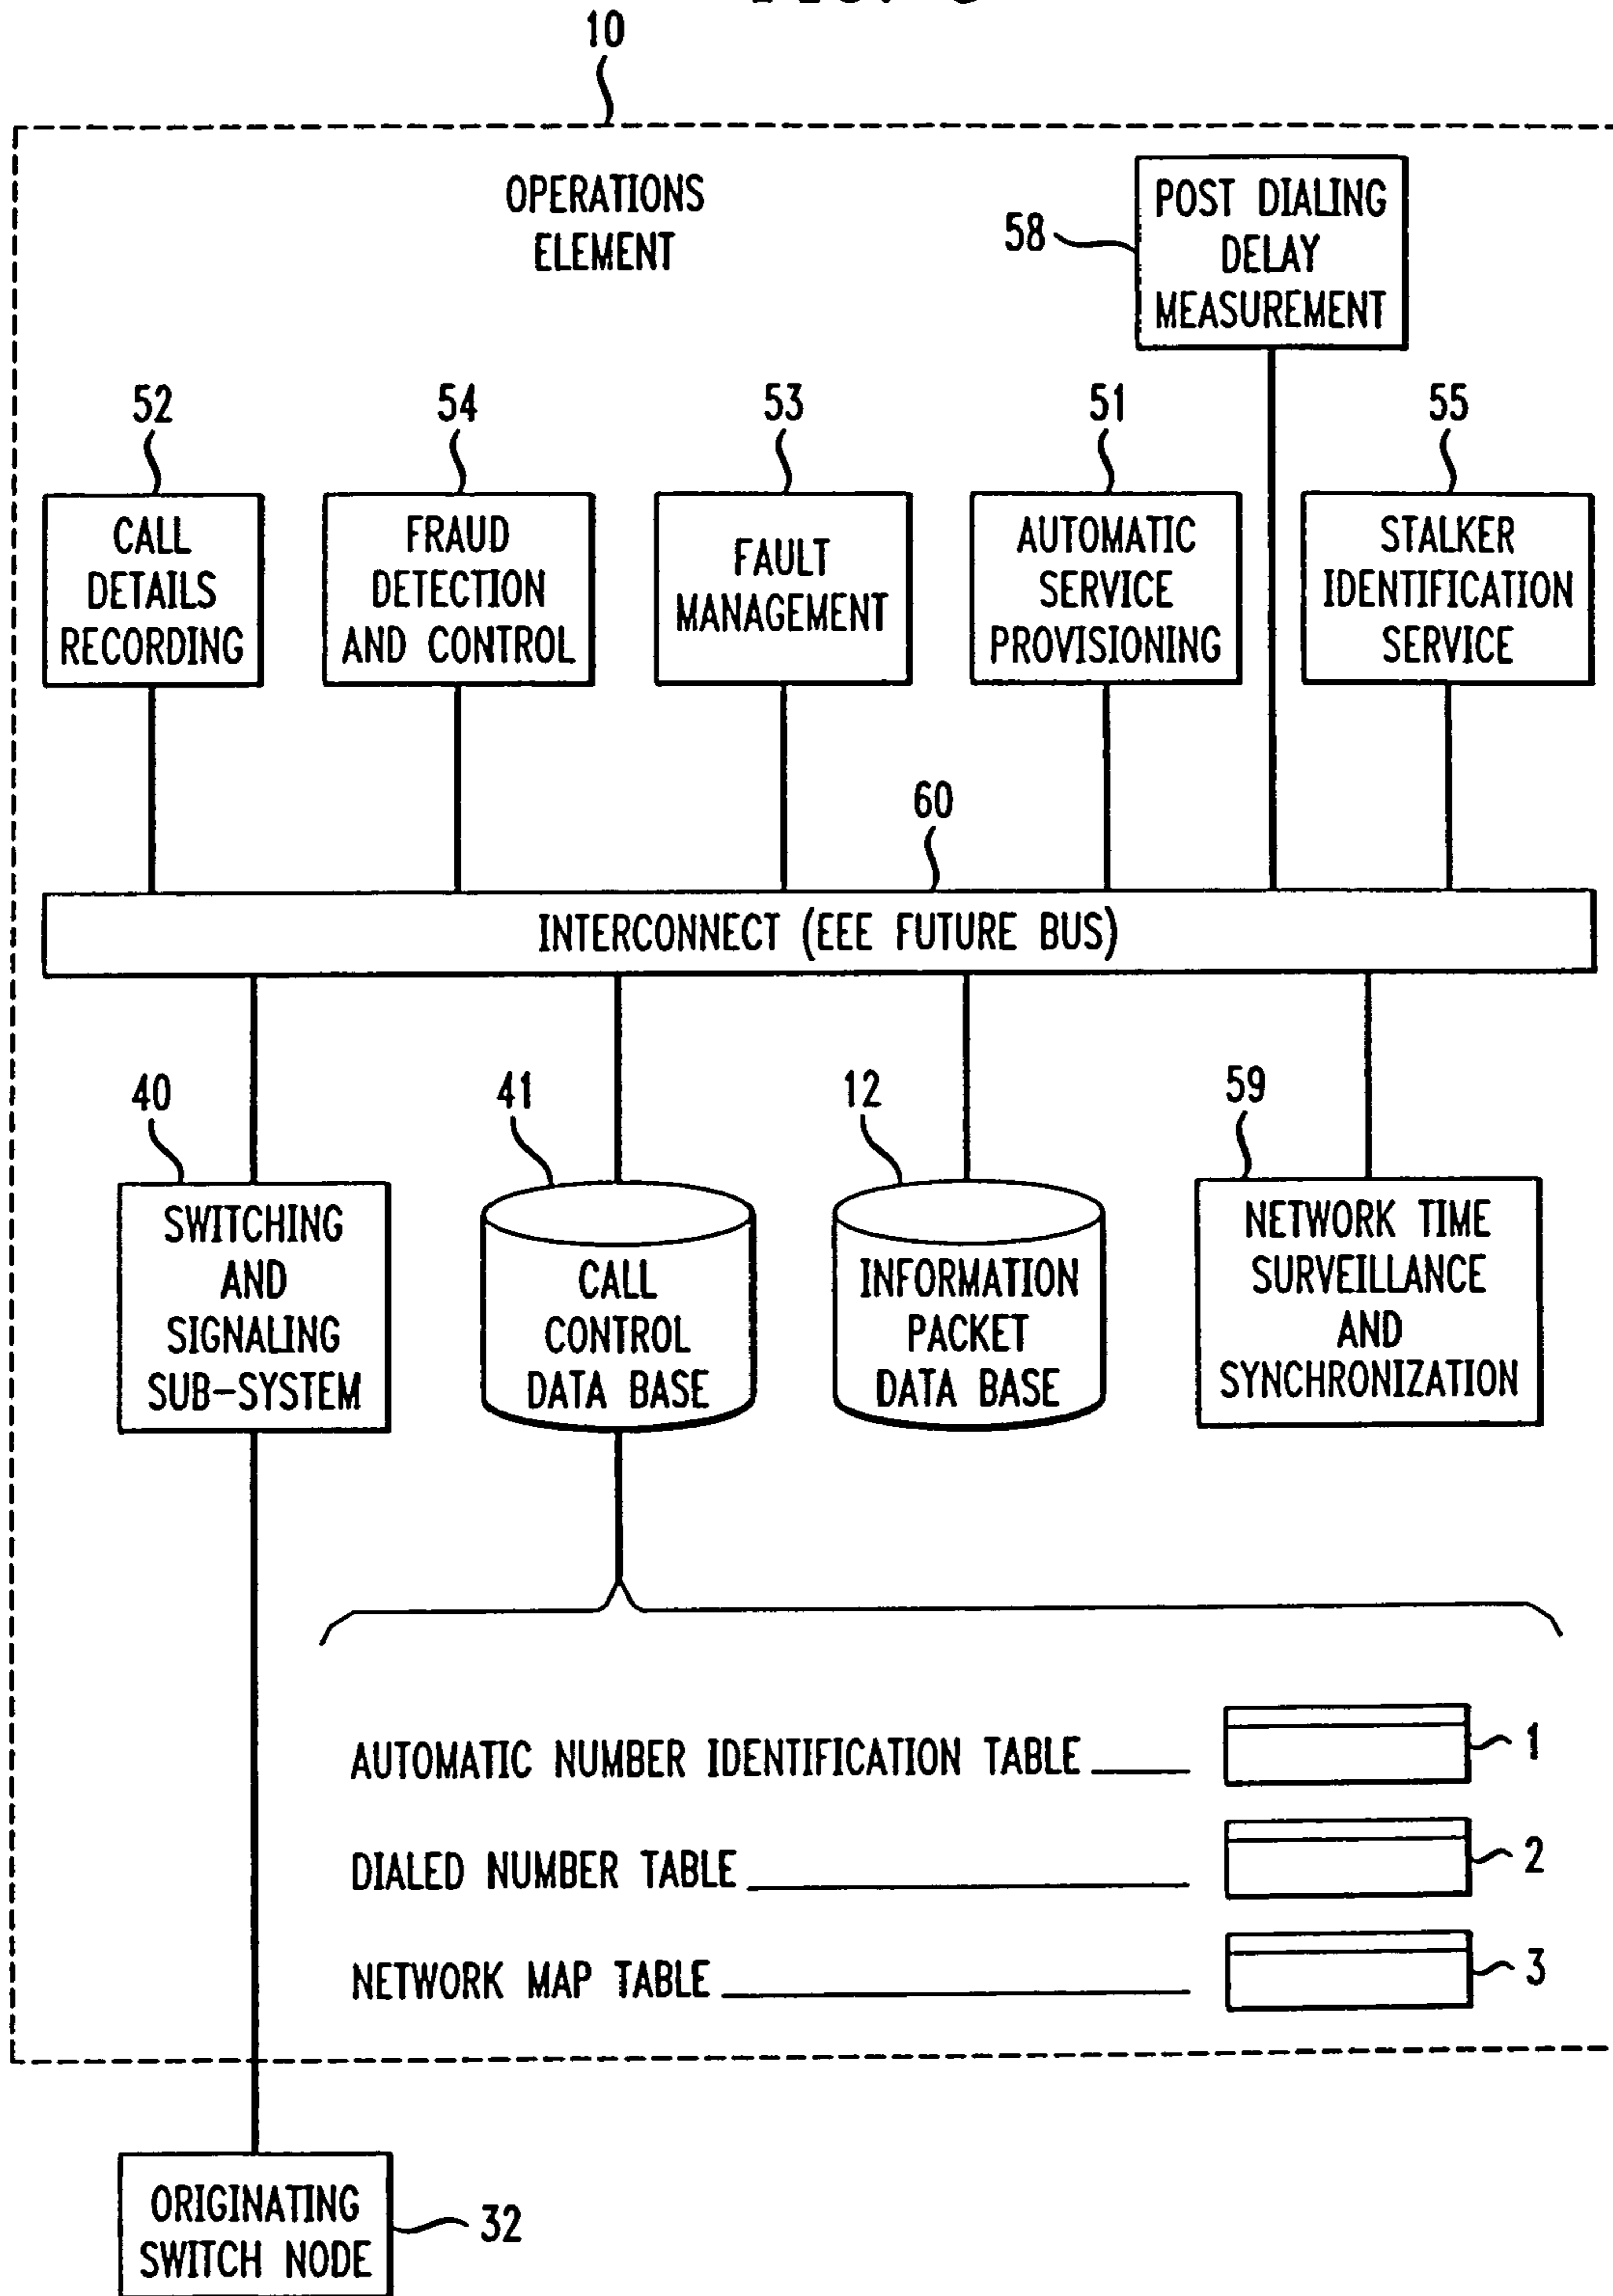 10
OPERATIONS
ELEMENT
58
POST DIALING
DELAY
MEASUREMENT
52
54
53
51
55
CALL
DETAILS
RECORDING
FRAUD
DETECTION
AND CONTROL
FAULT
MANAGEMENT
AUTOMATIC
SERVICE
PROVISIONING
STALKER
IDENTIFICATION
SERVICE
60
INTERCONNECT (EEE FUTURE BUS)
40
41
12
59
SWITCHING
AND
SIGNALING
SUB-SYSTEM
CALL
CONTROL
DATA BASE
INFORMATION
PACKET
DATA BASE
NETWORK TIME
SURVEILLANCE
AND
SYNCHRONIZATION
AUTOMATIC NUMBER IDENTIFICATION TABLE 1
DIALED NUMBER TABLE 2
NETWORK MAP TABLE 3
ORIGINATING
SWITCH NODE
32